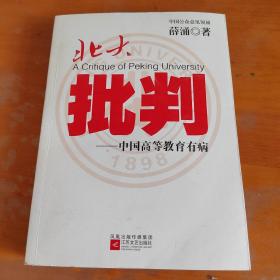 中国公众意见领袖
薛涌◎著
北大
A Critique of Peking University
批判
——中国高等教育有病
1898
凤凰出版传媒集团
江苏文艺出版社